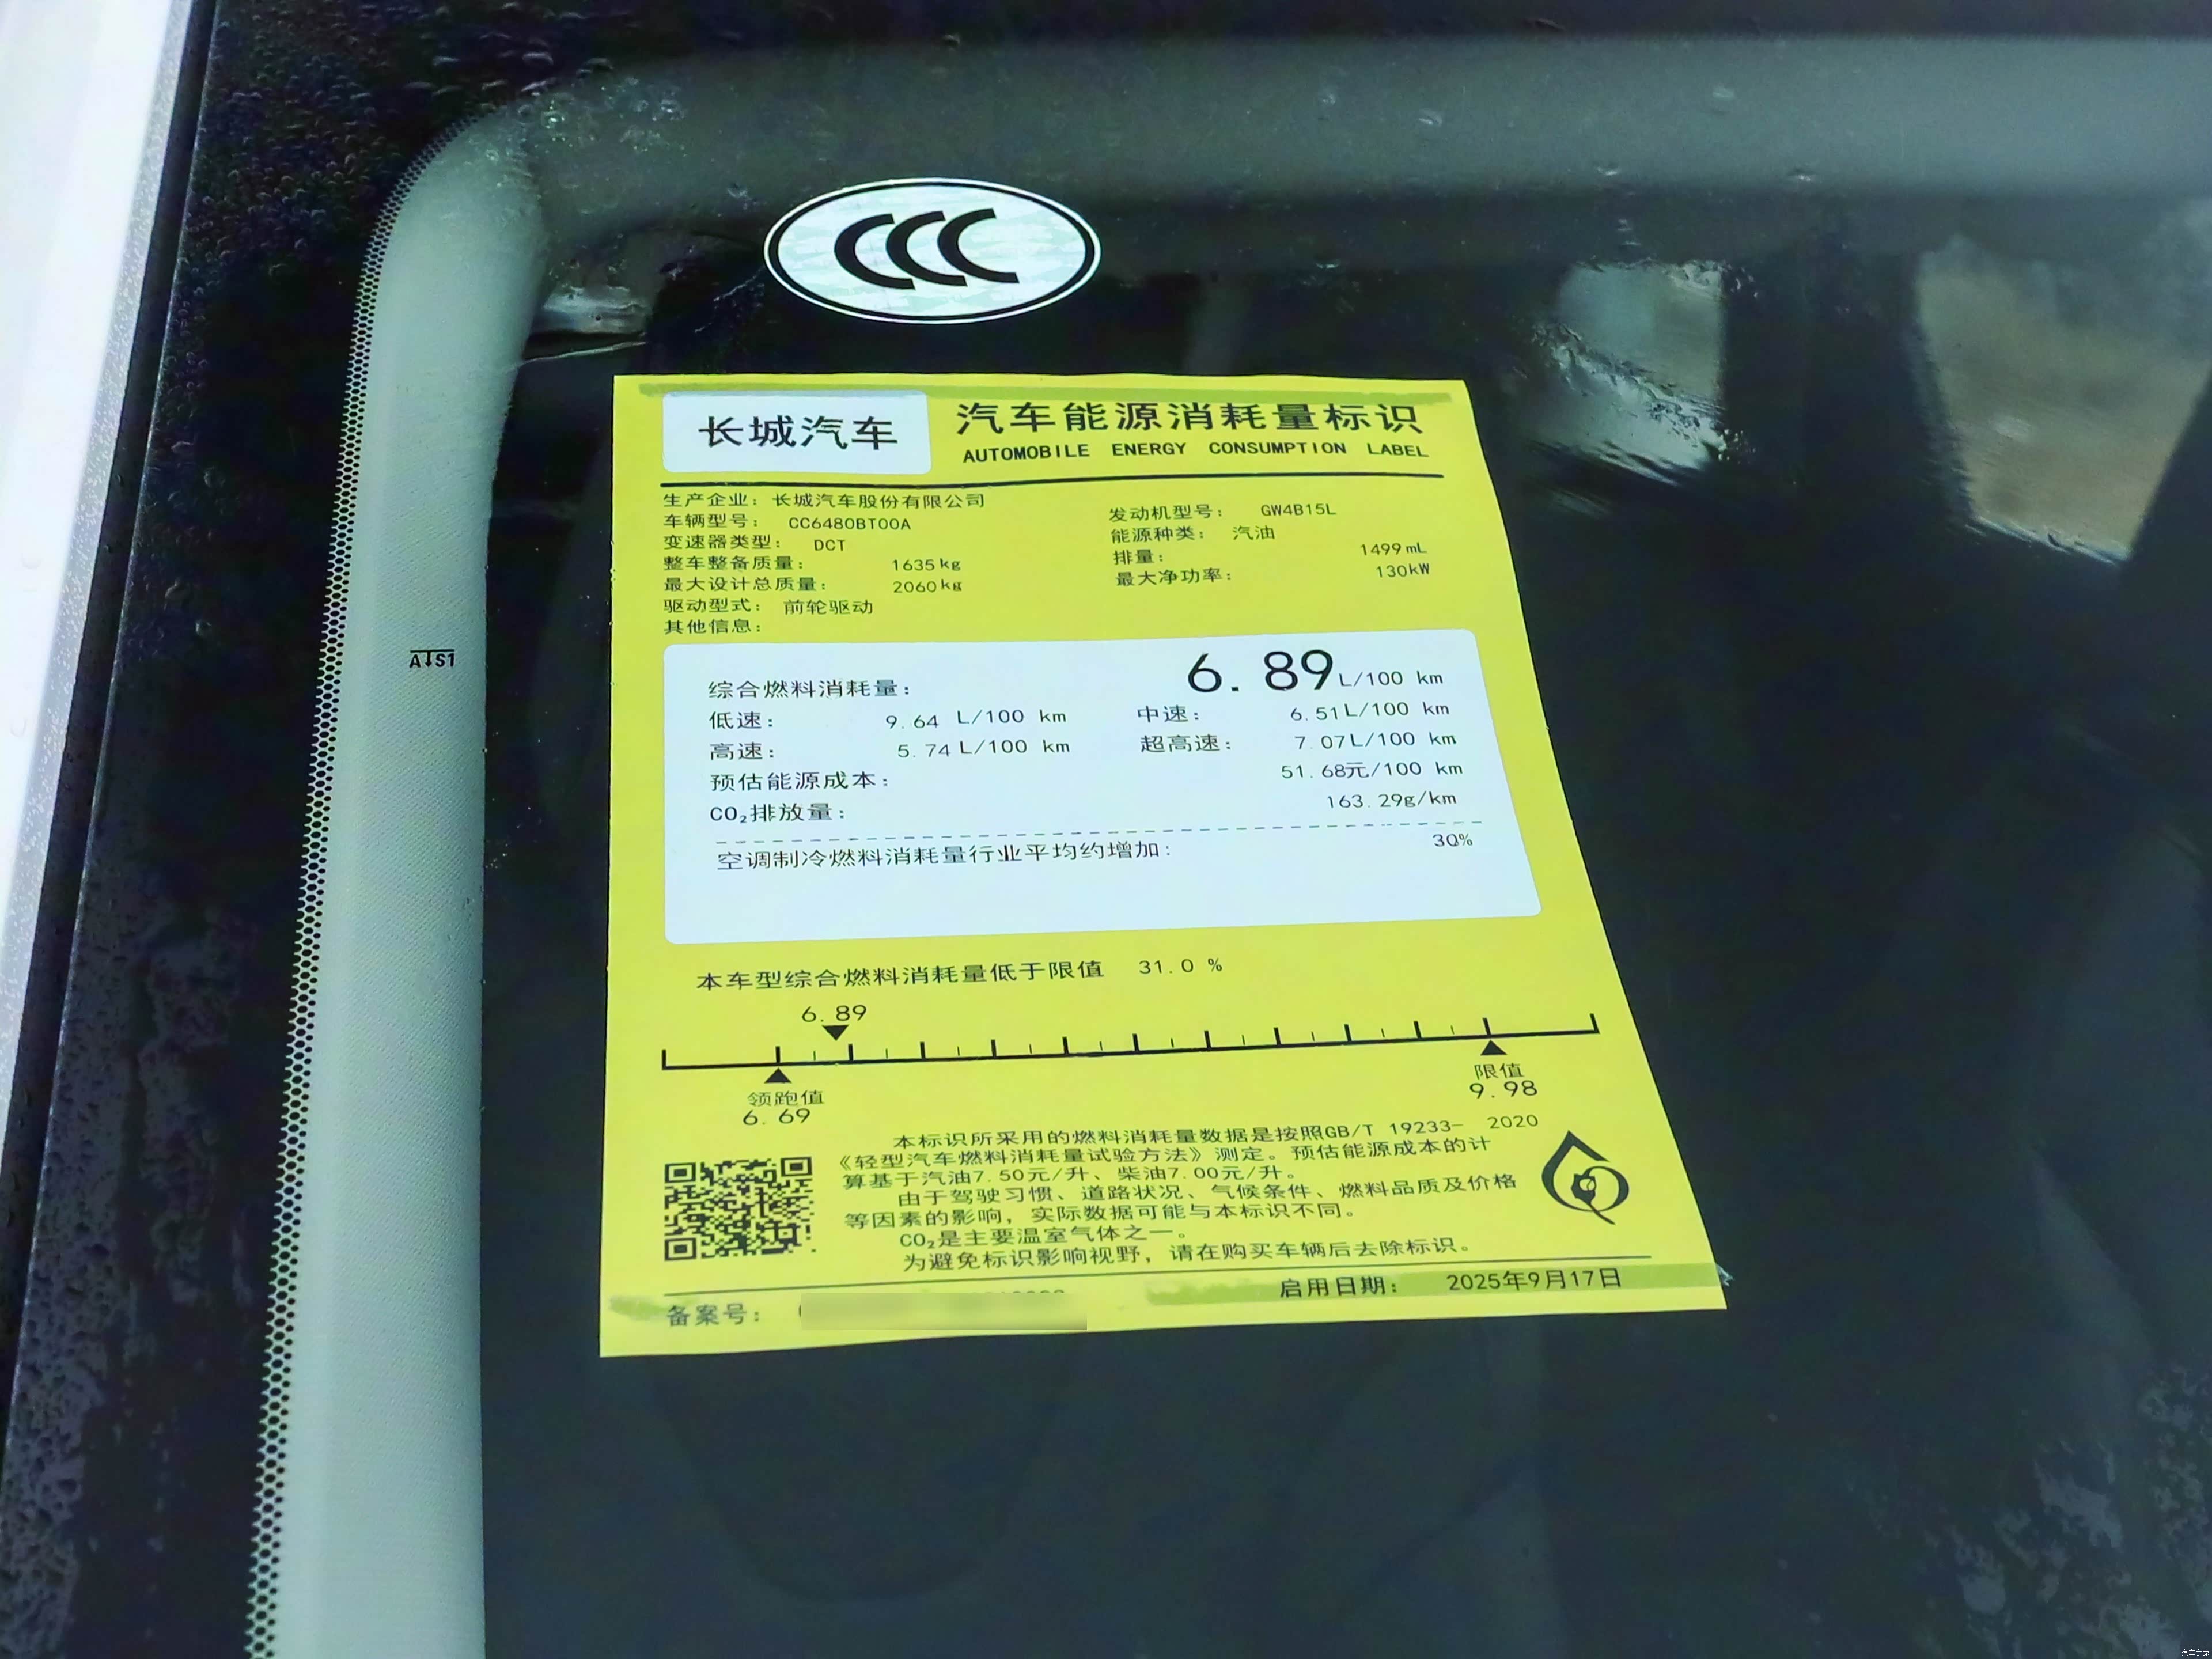 CCC
长城汽车
汽车能源消耗量标识
AUTOMOBILE ENERGY CONSUMPTION LABEL
生产企业：长城汽车股份有限公司
车辆型号： CC6480BT00A
变速器类型： DCT
整车整备质量： 1635kg
最大设计总质量： 2060kg
驱动型式： 前轮驱动
其他信息：
发动机型号： GW4B15L
能源种类： 汽油
排量： 1499mL
最大净功率： 130kW
AS1
综合燃料消耗量： 6.89L/100 km
低速： 9.64 L/100 km 中速： 6.51L/100 km
高速： 5.74L/100 km 超高速： 7.07L/100 km
预估能源成本： 51.68元/100 km
CO₂排放量： 163.29g/km
空调制冷燃料消耗量行业平均约增加： 30%
本车型综合燃料消耗量低于限值 31.0 %
6.89
领跑值
6.69
限值
9.98
本标识所采用的燃料消耗量数据是按照GB/T 19233- 2020
《轻型汽车燃料消耗量试验方法》测定。预估能源成本的计
算基于汽油7.50元/升、柴油7.00元/升。
由于驾驶习惯、道路状况、气候条件、燃料品质及价格
等因素的影响，实际数据可能与本标识不同。
CO₂是主要温室气体之一。
为避免标识影响视野，请在购买车辆后去除标识。
备案号：
启用日期： 2025年9月17日
汽车之家